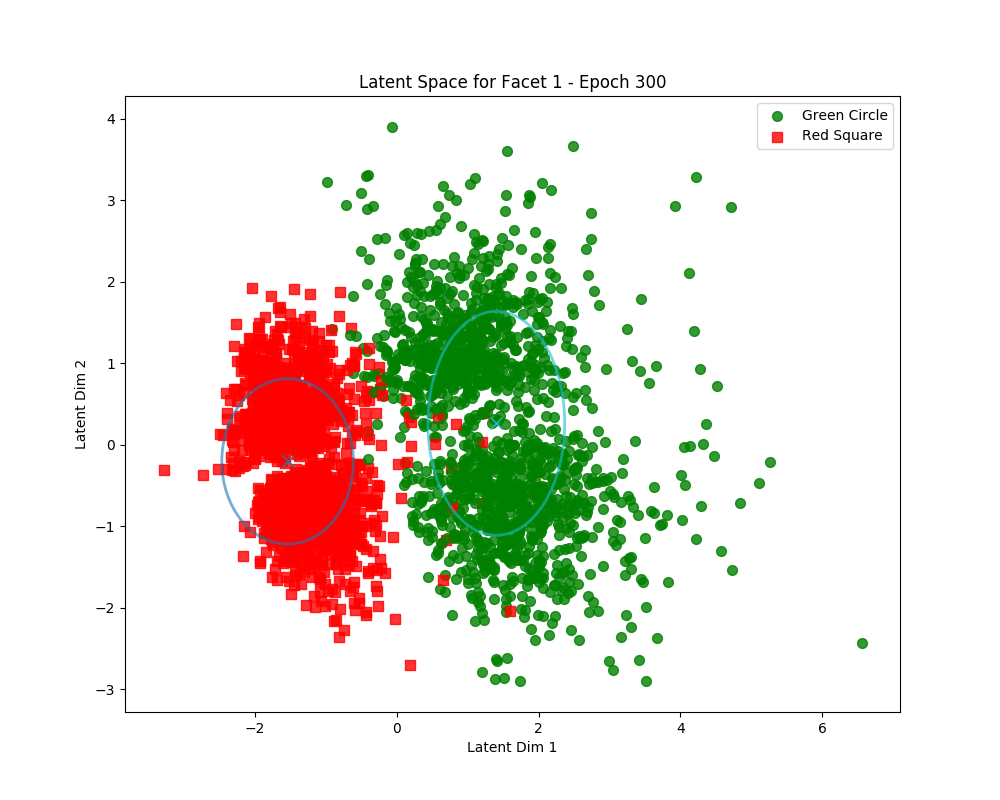 Latent Space for Facet 1 - Epoch 300
Green Circle
Red Square
4
3
2
1
0
−1
−2
−3
Latent Dim 2
−2
0
2
4
6
Latent Dim 1